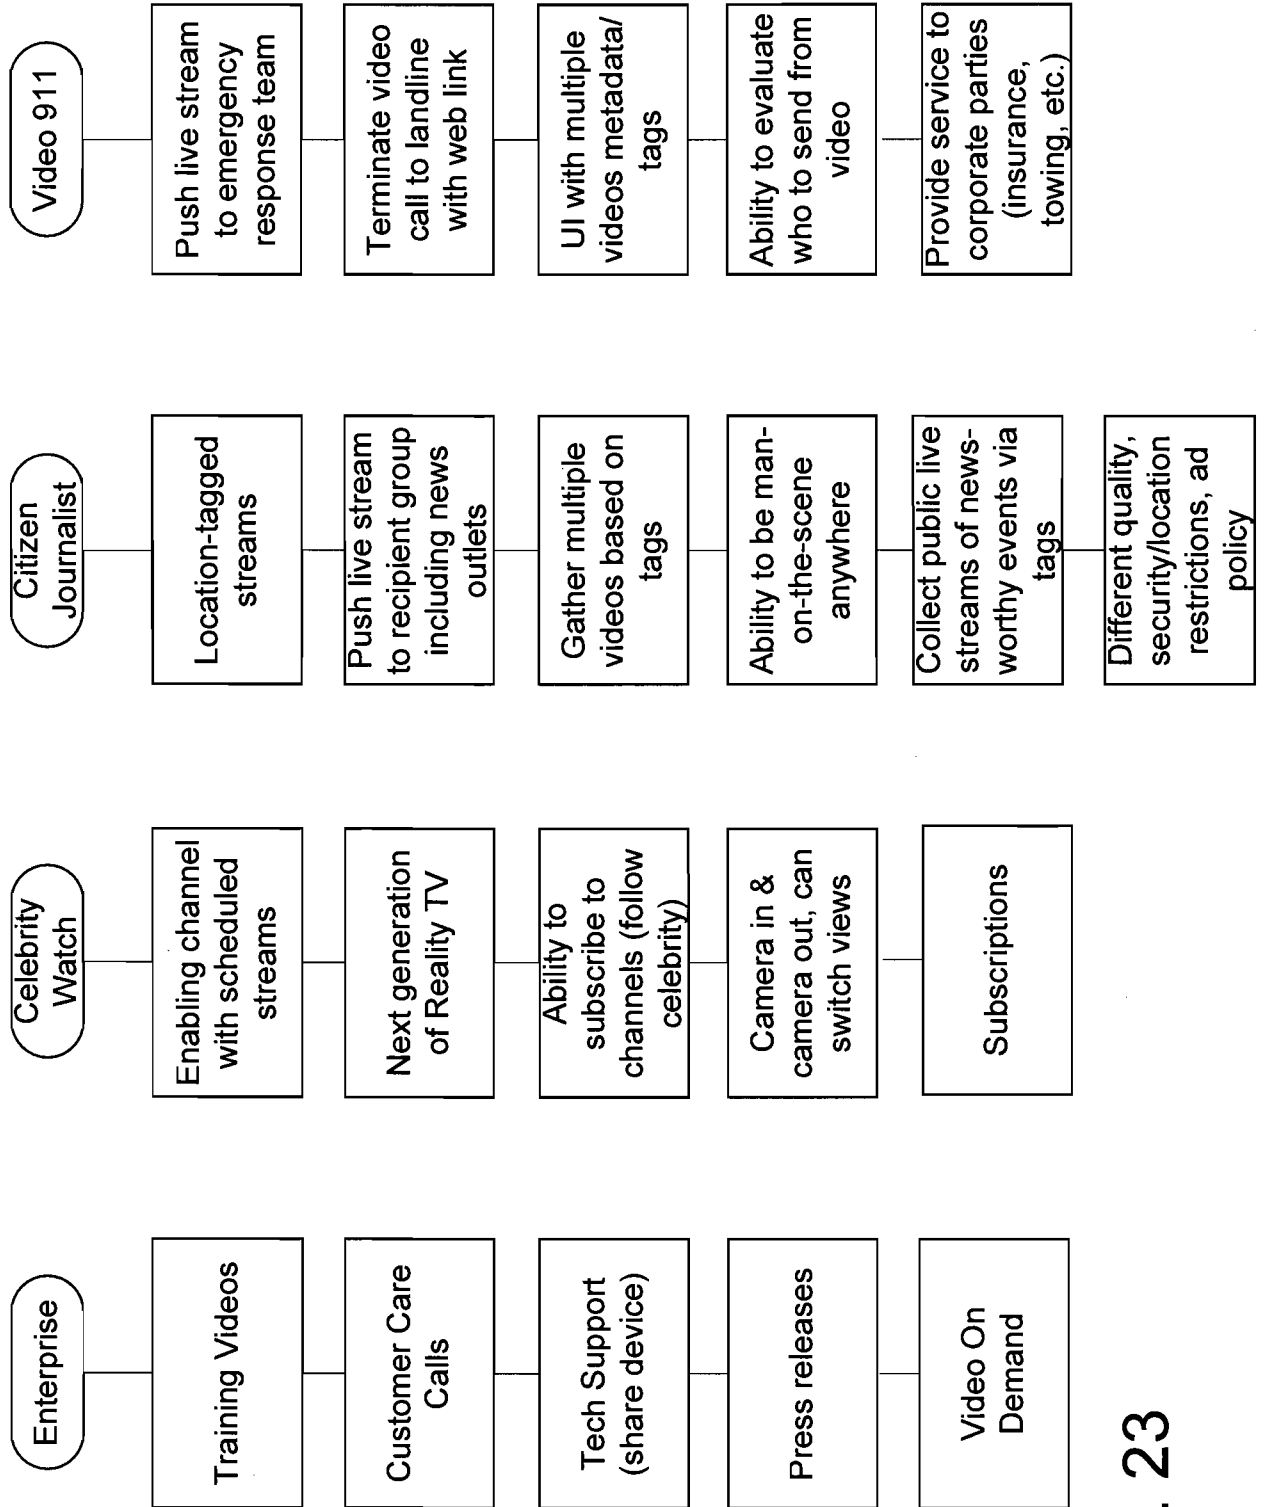 Enterprise
Training Videos
Customer Care
Calls
Tech Support
(share device)
Press releases
Video On
Demand
Celebrity
Watch
Enabling channel
with scheduled
streams
Next generation
of Reality TV
Ability to
subscribe to
channels (follow
celebrity)
Camera in &
camera out, can
switch views
Subscriptions
Citizen
Journalist
Location-tagged
streams
Push live stream
to recipient group
including news
outlets
Gather multiple
videos based on
tags
Ability to be man-
on-the-scene
anywhere
Collect public live
streams of news-
worthy events via
tags
Different quality,
security/location
restrictions, ad
policy
Video 911
Push live stream
to emergency
response team
Terminate video
call to landline
with web link
UI with multiple
videos metadata/
tags
Ability to evaluate
who to send from
video
Provide service to
corporate parties
(insurance,
towing, etc.)
. 23